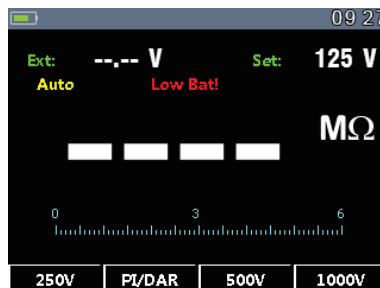 09 27
Ext: --.-- V Set: 125 V
Auto Low Bat!
MΩ
— — — —
0 3 6
250V PI/DAR 500V 1000V